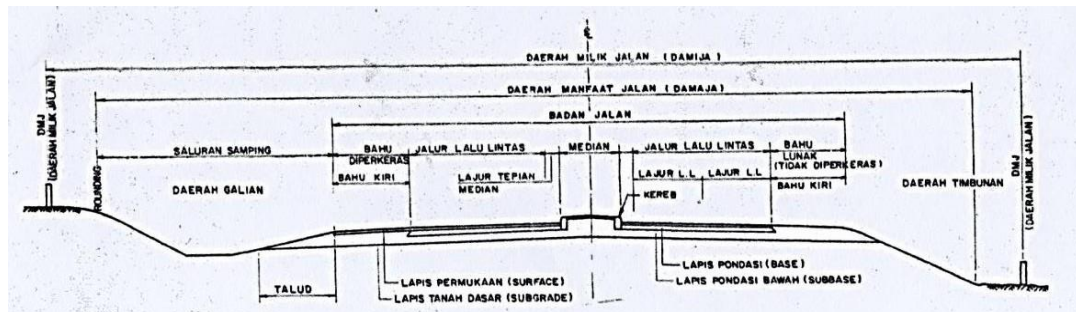 ℄
DAERAH MILIK JALAN (DAMIJA)
DAERAH MANFAAT JALAN (DAMAJA)
BADAN JALAN
DMJ
(DAERAH MILIK JALAN)
ROUNDING
SALURAN SAMPING
BAHU
DIPERKERAS
JALUR LALU LINTAS
MEDIAN
JALUR LALU LINTAS
BAHU
LUNAK
(TIDAK DIPERKERAS)
DMJ
(DAERAH MILIK JALAN)
DAERAH GALIAN
BAHU KIRI
LAJUR TEPIAN
MEDIAN
LAJUR L.L
LAJUR L.L
BAHU KIRI
DAERAH TIMBUNAN
KEREB
TALUD
LAPIS PERMUKAAN (SURFACE)
LAPIS TANAH DASAR (SUBGRADE)
LAPIS PONDASI (BASE)
LAPIS PONDASI BAWAH (SUBBASE)